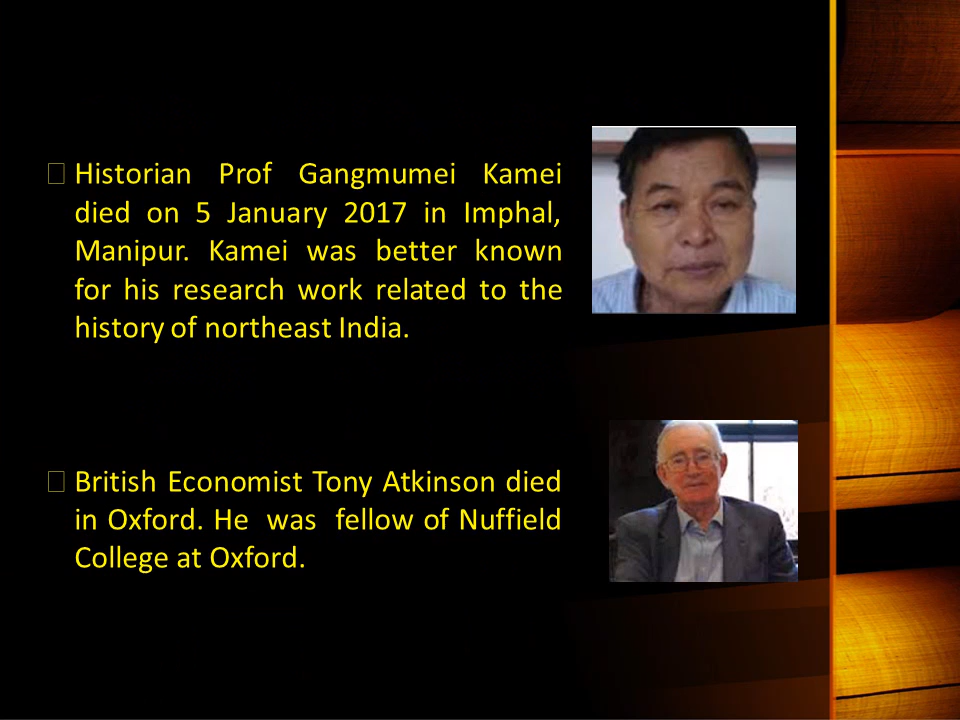 Historian Prof Gangmumei Kamei
died on 5 January 2017 in Imphal,
Manipur. Kamei was better known
for his research work related to the
history of northeast India.
British Economist Tony Atkinson died
in Oxford. He was fellow of Nuffield
College at Oxford.